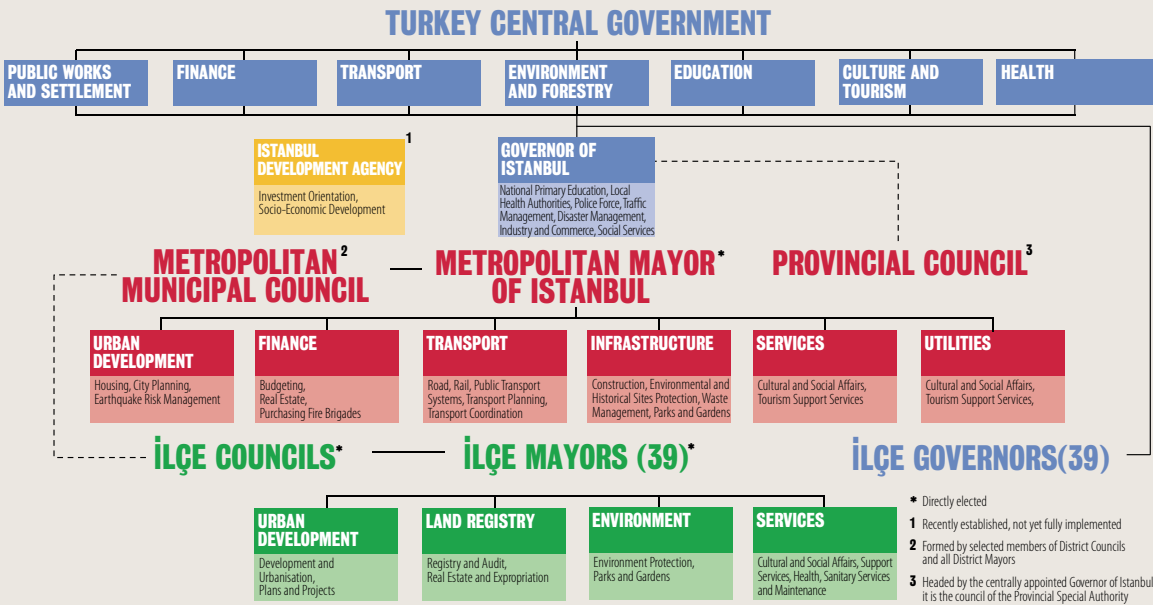 TURKEY CENTRAL GOVERNMENT
PUBLIC WORKS
AND SETTLEMENT
FINANCE
TRANSPORT
ENVIRONMENT
AND FORESTRY
EDUCATION
CULTURE AND
TOURISM
HEALTH
ISTANBUL
DEVELOPMENT AGENCY 1
Investment Orientation,
Socio-Economic Development
GOVERNOR OF
ISTANBUL
National Primary Education, Local
Health Authorities, Police Force, Traffic
Management, Disaster Management,
Industry and Commerce, Social Services
METROPOLITAN 2
MUNICIPAL COUNCIL
METROPOLITAN MAYOR*
OF ISTANBUL
PROVINCIAL COUNCIL 3
URBAN
DEVELOPMENT
Housing, City Planning,
Earthquake Risk Management
FINANCE
Budgeting,
Real Estate,
Purchasing Fire Brigades
TRANSPORT
Road, Rail, Public Transport
Systems, Transport Planning,
Transport Coordination
INFRASTRUCTURE
Construction, Environmental and
Historical Sites Protection, Waste
Management, Parks and Gardens
SERVICES
Cultural and Social Affairs,
Tourism Support Services
UTILITIES
Cultural and Social Affairs,
Tourism Support Services,
İLÇE COUNCILS*
İLÇE MAYORS (39)*
İLÇE GOVERNORS(39)
URBAN
DEVELOPMENT
Development and
Urbanisation,
Plans and Projects
LAND REGISTRY
Registry and Audit,
Real Estate and Expropriation
ENVIRONMENT
Environment Protection,
Parks and Gardens
SERVICES
Cultural and Social Affairs, Support
Services, Health, Sanitary Services
and Maintenance
* Directly elected
1 Recently established, not yet fully implemented
2 Formed by selected members of District Councils
and all District Mayors
3 Headed by the centrally appointed Governor of Istanbul
it is the council of the Provincial Special Authority